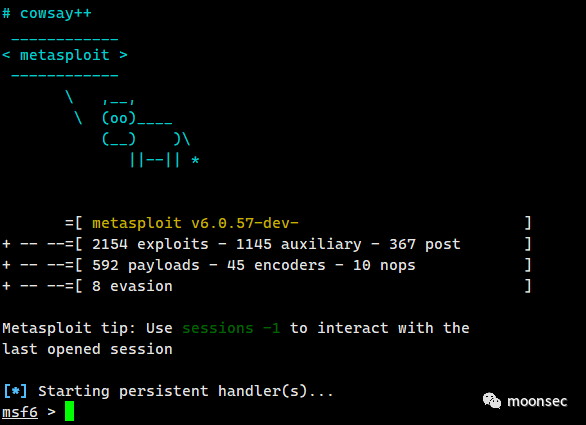 # cowsay++
 ____________
< metasploit >
 ------------
       \   ,__,
        \  (oo)____
           (__)    )\
              ||--|| *
       =[ metasploit v6.0.57-dev-                          ]
+ -- --=[ 2154 exploits - 1145 auxiliary - 367 post        ]
+ -- --=[ 592 payloads - 45 encoders - 10 nops             ]
+ -- --=[ 8 evasion                                        ]
Metasploit tip: Use sessions -1 to interact with the
last opened session
[*] Starting persistent handler(s)...
msf6 >
moonsec